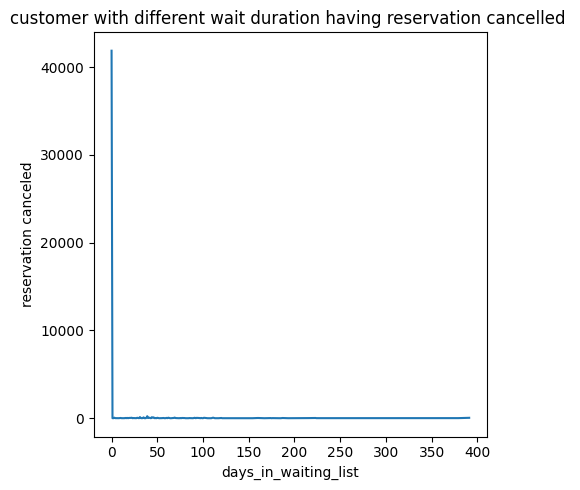 customer with different wait duration having reservation cancelled
40000
30000
20000
10000
0
reservation canceled
0 50 100 150 200 250 300 350 400
days_in_waiting_list